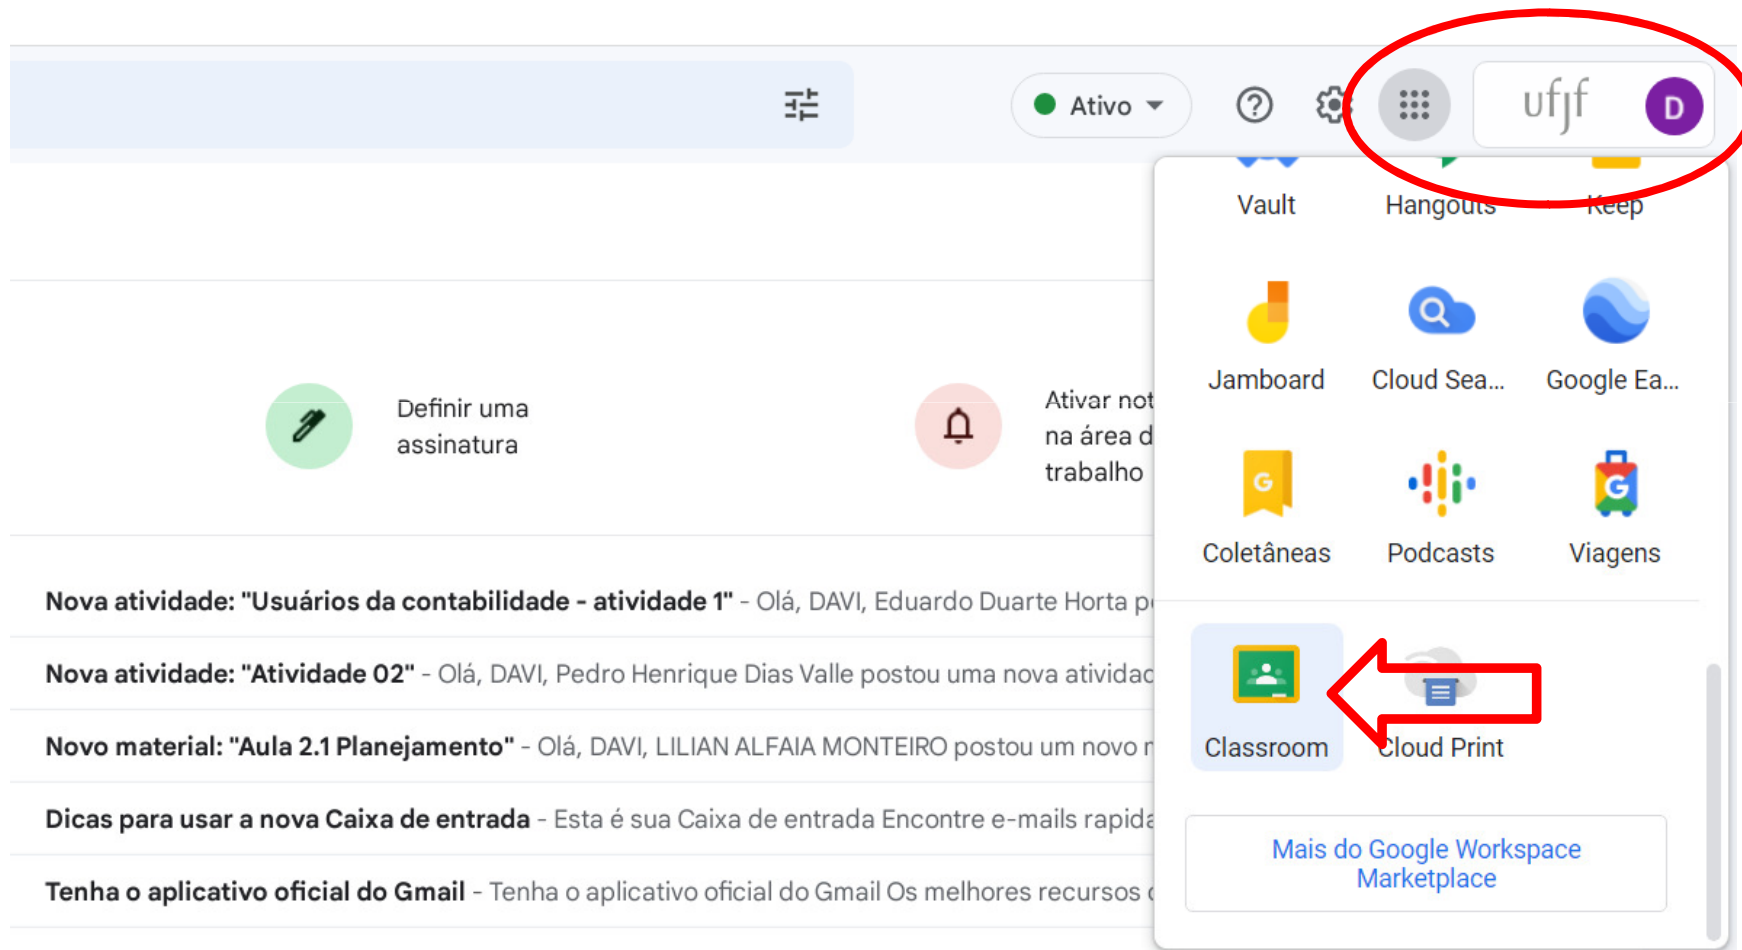 Ativo
ufjf
D
Vault Hangouts Keep
Jamboard Cloud Sea... Google Ea...
Definir uma
assinatura
Ativar not
na área d
trabalho
G
G
Coletâneas Podcasts Viagens
Nova atividade: "Usuários da contabilidade - atividade 1" - Olá, DAVI, Eduardo Duarte Horta p
Nova atividade: "Atividade 02" - Olá, DAVI, Pedro Henrique Dias Valle postou uma nova atividad
Novo material: "Aula 2.1 Planejamento" - Olá, DAVI, LILIAN ALFAIA MONTEIRO postou um novo
Classroom Cloud Print
Dicas para usar a nova Caixa de entrada - Esta é sua Caixa de entrada Encontre e-mails rapida
Mais do Google Workspace
Marketplace
Tenha o aplicativo oficial do Gmail - Tenha o aplicativo oficial do Gmail Os melhores recursos